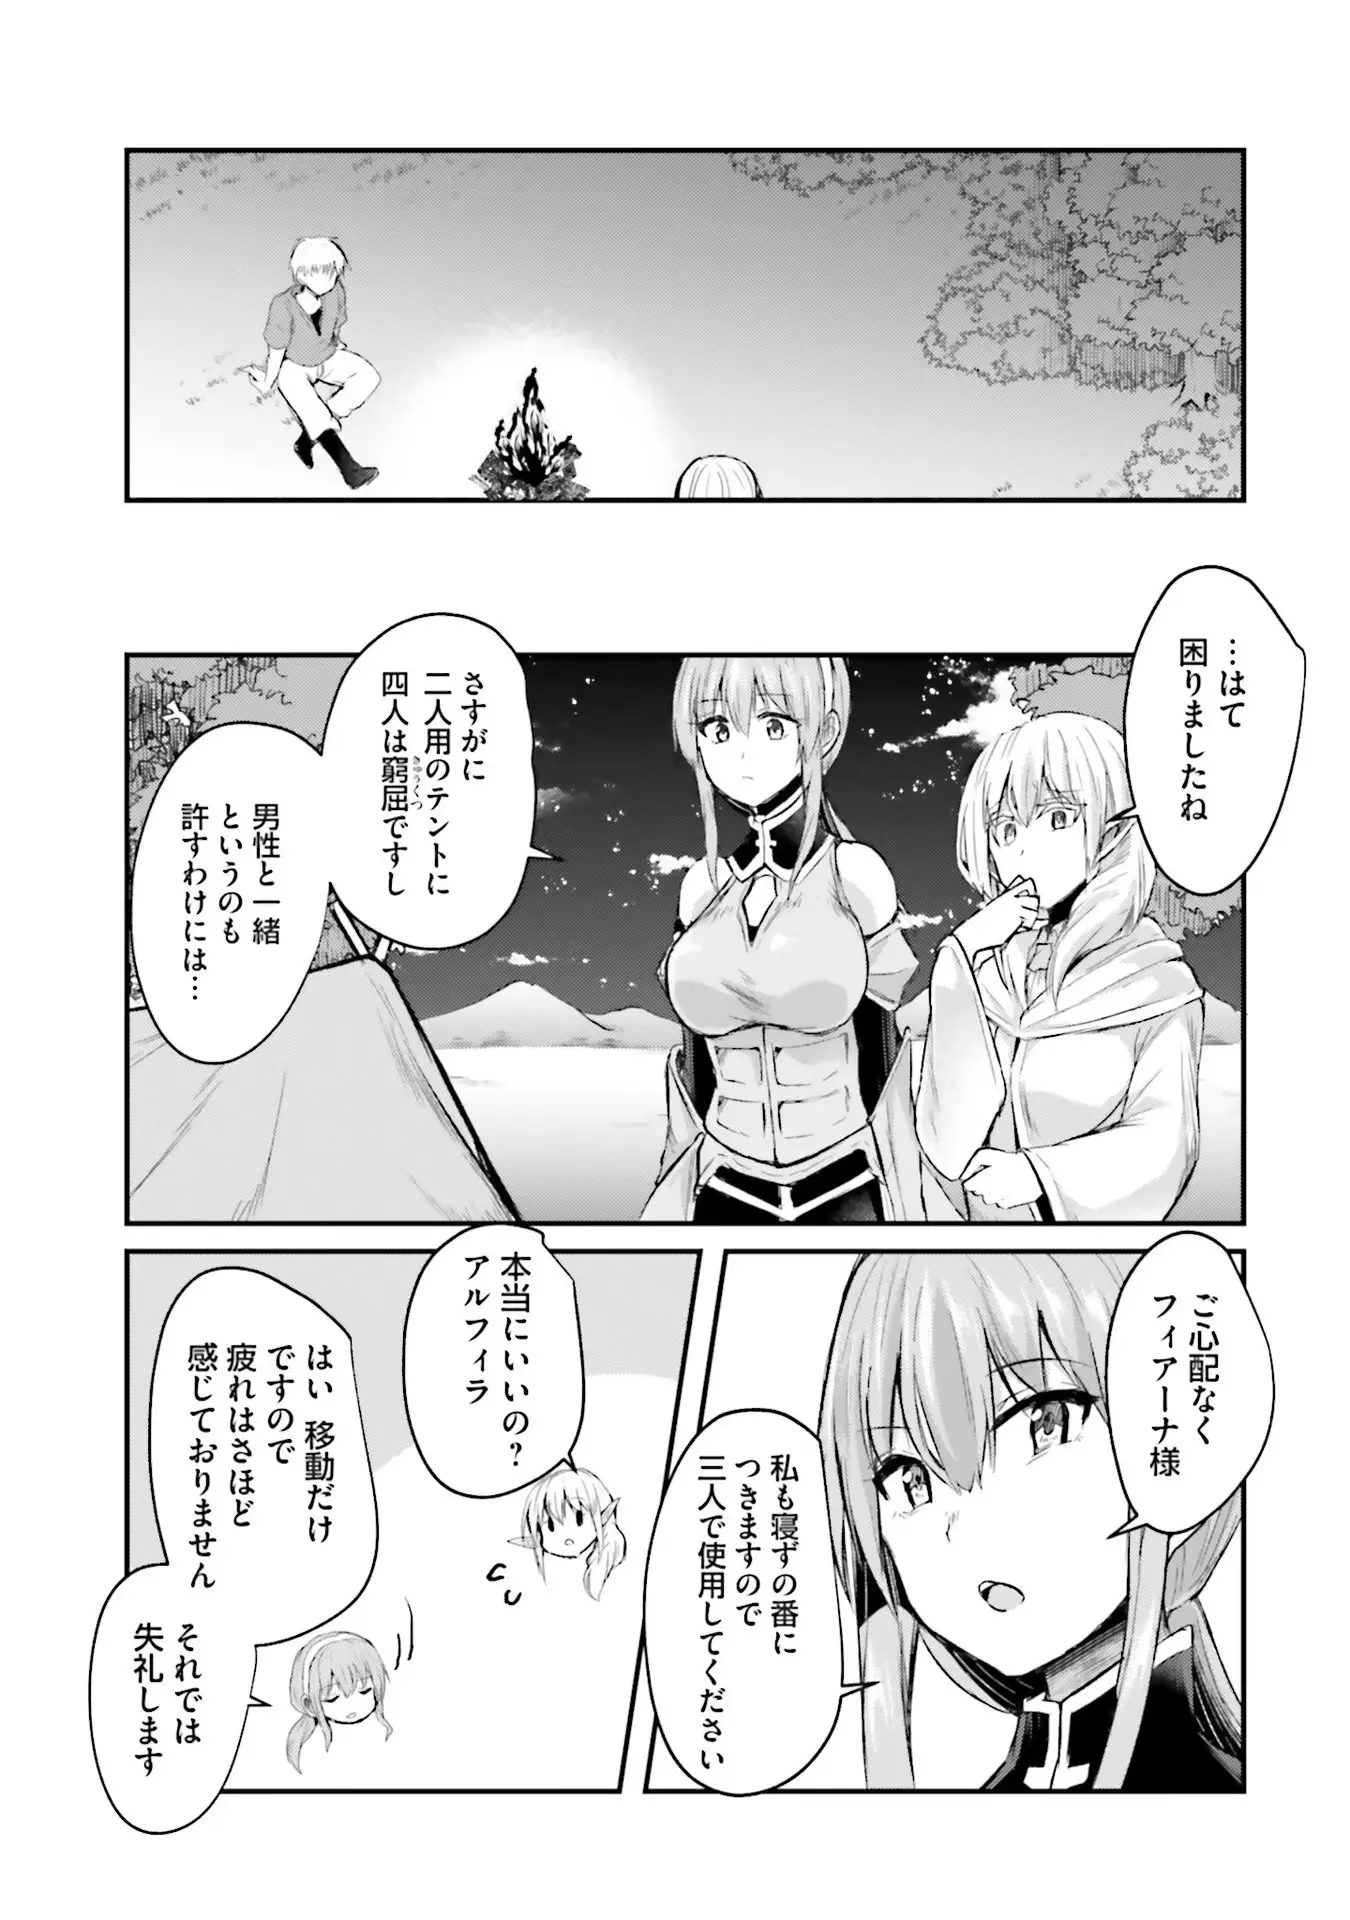 …はて
困りましたね
さすがに
二人用のテントに
四人は窮屈ですし
きゅうくつ
男性と一緒
というのも
許すわけには…
ご心配なく
フィアーナ様
私も寝ずの番に
つきますので
三人で使用してください
本当にいいの？
アルフィラ
はい 移動だけ
ですので
疲れはさほど
感じておりません
それでは
失礼します